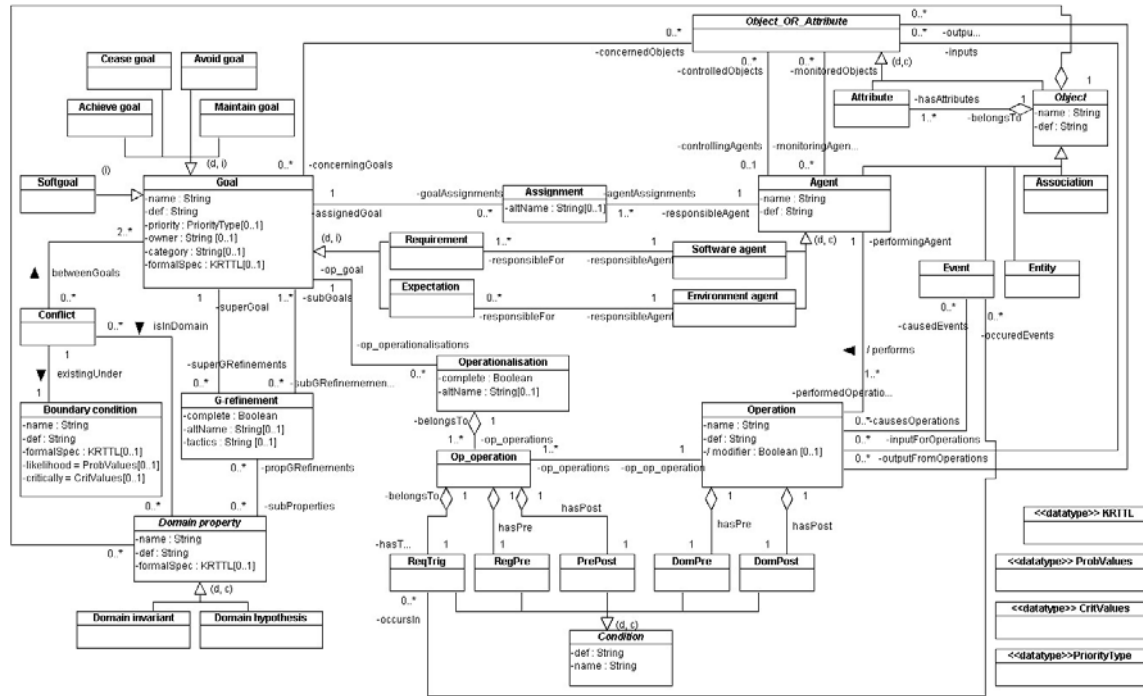 Object_OR_Attribute
0..*
0..*
0..*
-outpu...
-concernedObjects
-inputs
Cease goal
Avoid goal
0..*
0..*
(d,c)
-controlledObjects
-monitoredObjects
1
Achieve goal
Maintain goal
Attribute
-hasAttributes
1
Object
1..*
-belongsTo
-name : String
-def : String
-controllingAgents
-monitoringAgen...
(d, i)
0..*
-concerningGoals
0..1
0..*
Softgoal
(I)
Goal
1
-goalAssignments
Assignment
-agentAssignments
1
Agent
Association
-name : String
-def : String
-priority : PriorityType[0..1]
-owner : String [0..1]
-category : String[0..1]
-formalSpec : KRTTL[0..1]
-assignedGoal
0..*
-altName : String[0..1]
1..*
-responsibleAgent
-name : String
-def : String
2..*
(d, i)
Requirement
1..*
1
Software agent
(d, c)
1
-performingAgent
-responsibleFor
-responsibleAgent
betweenGoals
-op_goal
Event
Entity
1
1..*
-subGoals
1
Expectation
0..*
1
Environment agent
-superGoal
-responsibleFor
-responsibleAgent
0..*
0..*
Conflict
0..*
isInDomain
-causedEvents
0..*
-occuredEvents
1
-op_operationalisations
existingUnder
-superGRefinements
Operationalisation
/ performs
0..*
0..*
-subGRefinemen...
0..*
-complete : Boolean
-altName : String[0..1]
1..*
1
-performedOperatio...
Boundary condition
G-refinement
-belongsTo
1
Operation
-causesOperations
-name : String
-def : String
-formalSpec : KRTTL[0..1]
-likelihood = ProbValues[0..1]
-critically = CritValues[0..1]
-complete : Boolean
-altName : String[0..1]
-tactics : String [0..1]
-name : String
-def : String
-/ modifier : Boolean [0..1]
0..*
0..*
-inputForOperations
0..*
-outputFromOperations
1..*
-op_operations
1..*
1
Op_operation
-op_operations
-op_op_operation
0..*
-propGRefinements
-belongsTo
1
1
1
1
1
hasPost
0..*
-subProperties
hasPre
hasPre
hasPost
<<datatype>> KRTTL
Domain property
-name : String
-def : String
-formalSpec : KRTTL[0..1]
0..*
0..*
-hasT...
1
1
1
1
ReqTrig
RegPre
PrePost
DomPre
DomPost
<<datatype>> ProbValues
(d, c)
0..*
-occursIn
<<datatype>> CritValues
Domain invariant
Domain hypothesis
(d, c)
Condition
-def : String
-name : String
<<datatype>>PriorityType